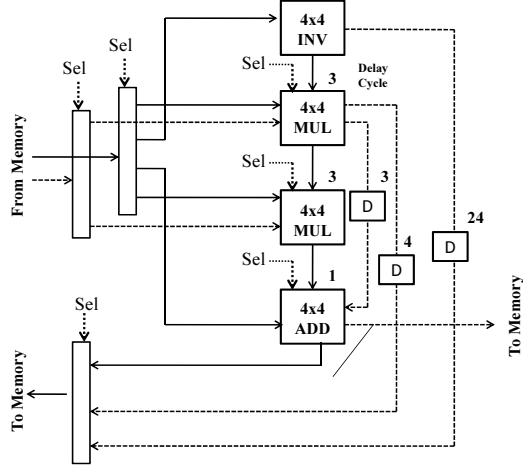 4x4
INV
Sel
Sel
Sel
3
Delay
Cycle
4x4
MUL
From Memory
Sel
3
3
4x4
MUL
D
24
4
D
D
Sel
1
Sel
4x4
ADD
To Memory
To Memory